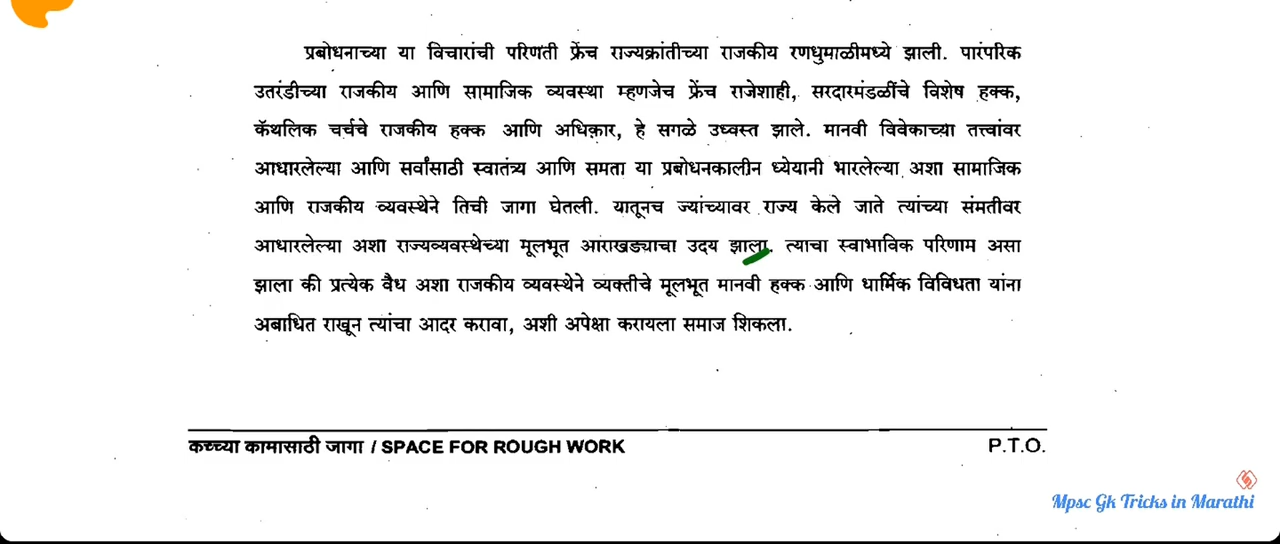 प्रबोधनाच्या या विचारांची परिणती फ्रेंच राज्यक्रांतीच्या राजकीय रणधुमाळीमध्ये झाली. पारंपरिक
उतरंडीच्या राजकीय आणि सामाजिक व्यवस्था म्हणजेच फ्रेंच राजेशाही, सरदारमंडळींचे विशेष हक्क,
कॅथलिक चर्चचे राजकीय हक्क आणि अधिकार, हे सगळे उध्वस्त झाले. मानवी विवेकाच्या तत्त्वांवर
आधारलेल्या आणि सर्वांसाठी स्वातंत्र्य आणि समता या प्रबोधनकालीन ध्येयानी भारलेल्या अशा सामाजिक
आणि राजकीय व्यवस्थेने तिची जागा घेतली. यातूनच ज्यांच्यावर राज्य केले जाते त्यांच्या संमतीवर
आधारलेल्या अशा राज्यव्यवस्थेच्या मूलभूत आराखड्याचा उदय झाला. त्याचा स्वाभाविक परिणाम असा
झाला की प्रत्येक वैध अशा राजकीय व्यवस्थेने व्यक्तीचे मूलभूत मानवी हक्क आणि धार्मिक विविधता यांना
अबाधित राखून त्यांचा आदर करावा, अशी अपेक्षा करायला समाज शिकला.
कच्च्या कामासाठी जागा / SPACE FOR ROUGH WORK
P.T.O.
Mpsc Gk Tricks in Marathi